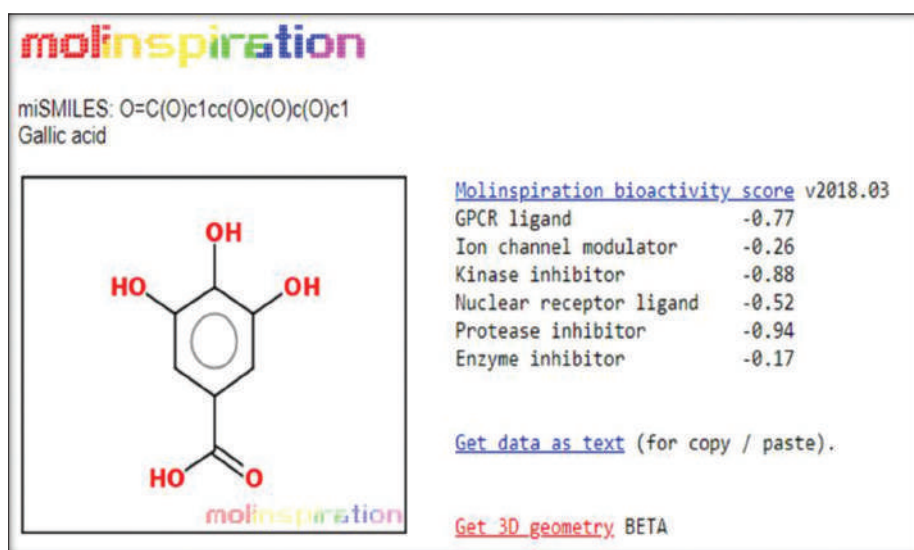 molinspiration
miSMILES: O=C(O)c1cc(O)c(O)c(O)c1
Gallic acid
OH
HO
OH
HO
O
molinspiration
Molinspiration bioactivity score v2018.03
GPCR ligand -0.77
Ion channel modulator -0.26
Kinase inhibitor -0.88
Nuclear receptor ligand -0.52
Protease inhibitor -0.94
Enzyme inhibitor -0.17
Get data as text (for copy / paste).
Get 3D geometry BETA